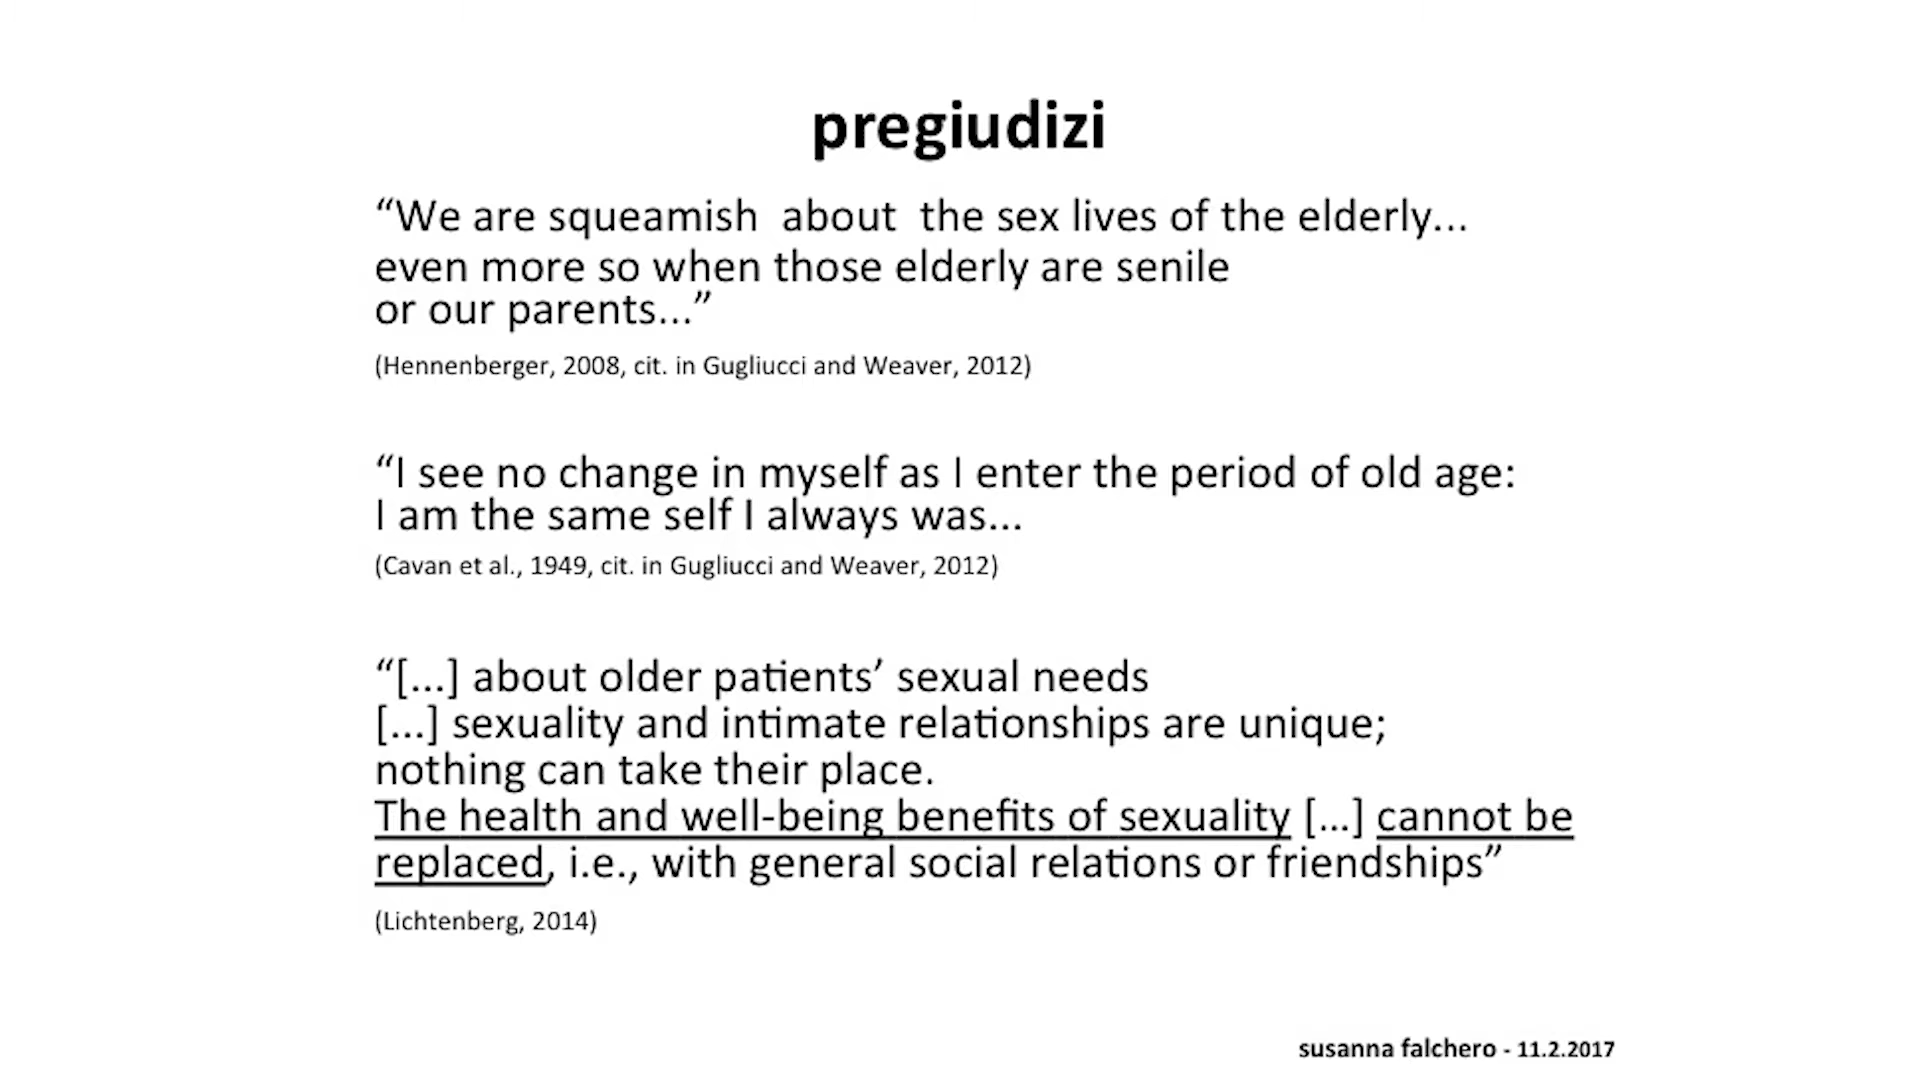 pregiudizi
“We are squeamish about the sex lives of the elderly...
even more so when those elderly are senile
or our parents...”
(Hennenberger, 2008, cit. in Gugliucci and Weaver, 2012)
“I see no change in myself as I enter the period of old age:
I am the same self I always was...
(Cavan et al., 1949, cit. in Gugliucci and Weaver, 2012)
“[...] about older patients’ sexual needs
[...] sexuality and intimate relationships are unique;
nothing can take their place.
The health and well-being benefits of sexuality [...] cannot be
replaced, i.e., with general social relations or friendships”
(Lichtenberg, 2014)
susanna falchero - 11.2.2017